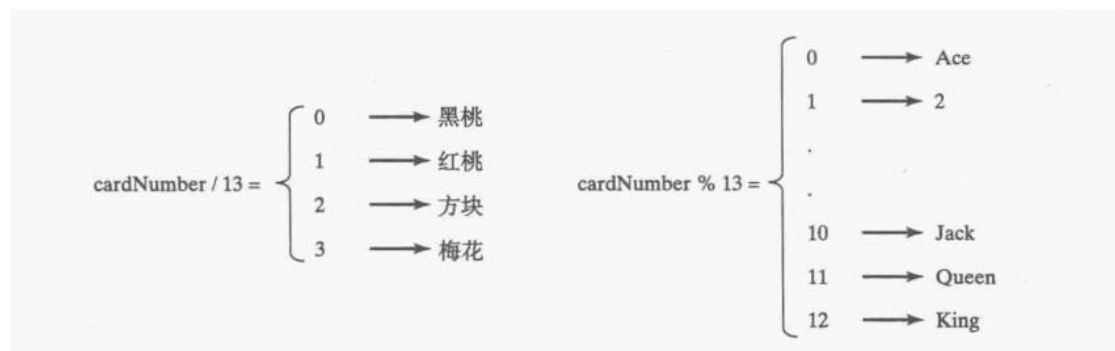 cardNumber / 13 =
0 → 黑桃
1 → 红桃
2 → 方块
3 → 梅花
cardNumber % 13 =
0 → Ace
1 → 2
.
.
10 → Jack
11 → Queen
12 → King